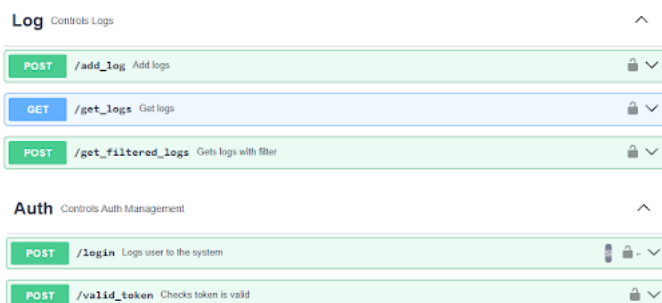 Log Controls Logs
POST /add_log Add logs
GET /get_logs Get logs
POST /get_filtered_logs Gets logs with filter
Auth Controls Auth Management
POST /login Logs user to the system
POST /valid_token Checks token is valid